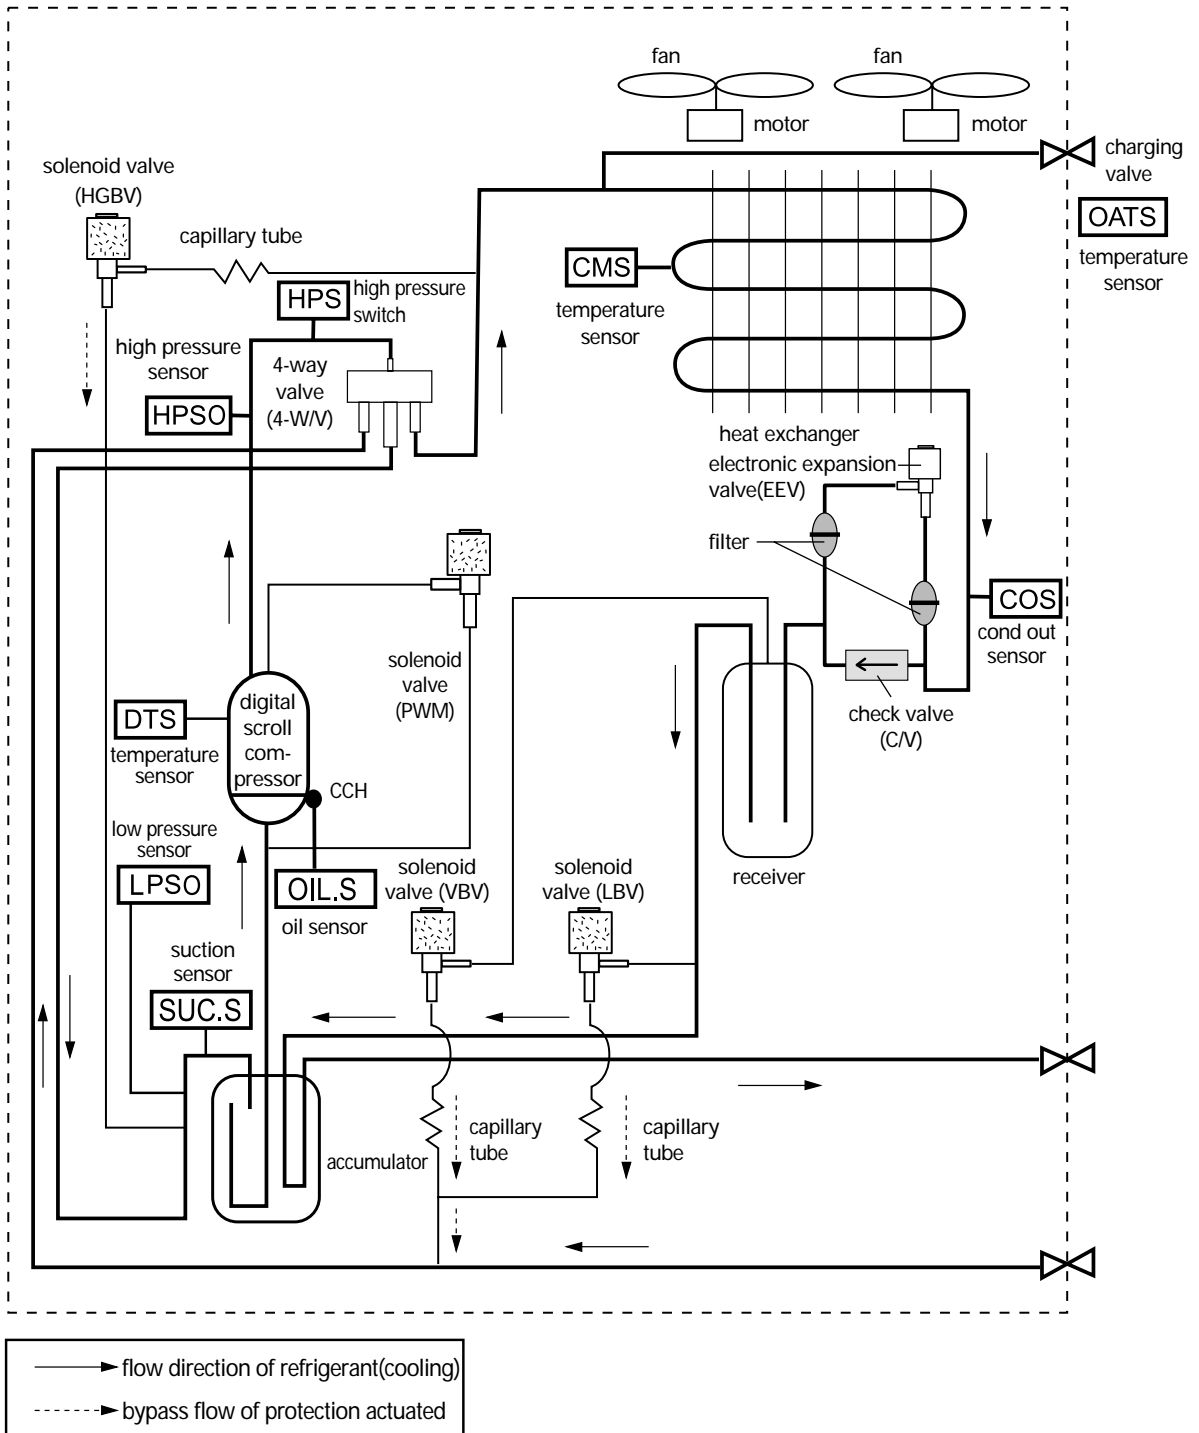 fan
fan
motor
motor
charging
valve
OATS
temperature
sensor
solenoid valve
(HGBV)
capillary tube
CMS
temperature
sensor
HPS
high pressure
switch
high pressure
sensor
HPSO
4-way
valve
(4-W/V)
heat exchanger
electronic expansion
valve(EEV)
filter
COS
cond out
sensor
check valve
(C/V)
solenoid
valve
(PWM)
digital
scroll
com-
pressor
DTS
temperature
sensor
CCH
low pressure
sensor
LPSO
OIL.S
oil sensor
solenoid
valve (VBV)
solenoid
valve (LBV)
receiver
suction
sensor
SUC.S
capillary
tube
capillary
tube
accumulator
flow direction of refrigerant(cooling)
bypass flow of protection actuated